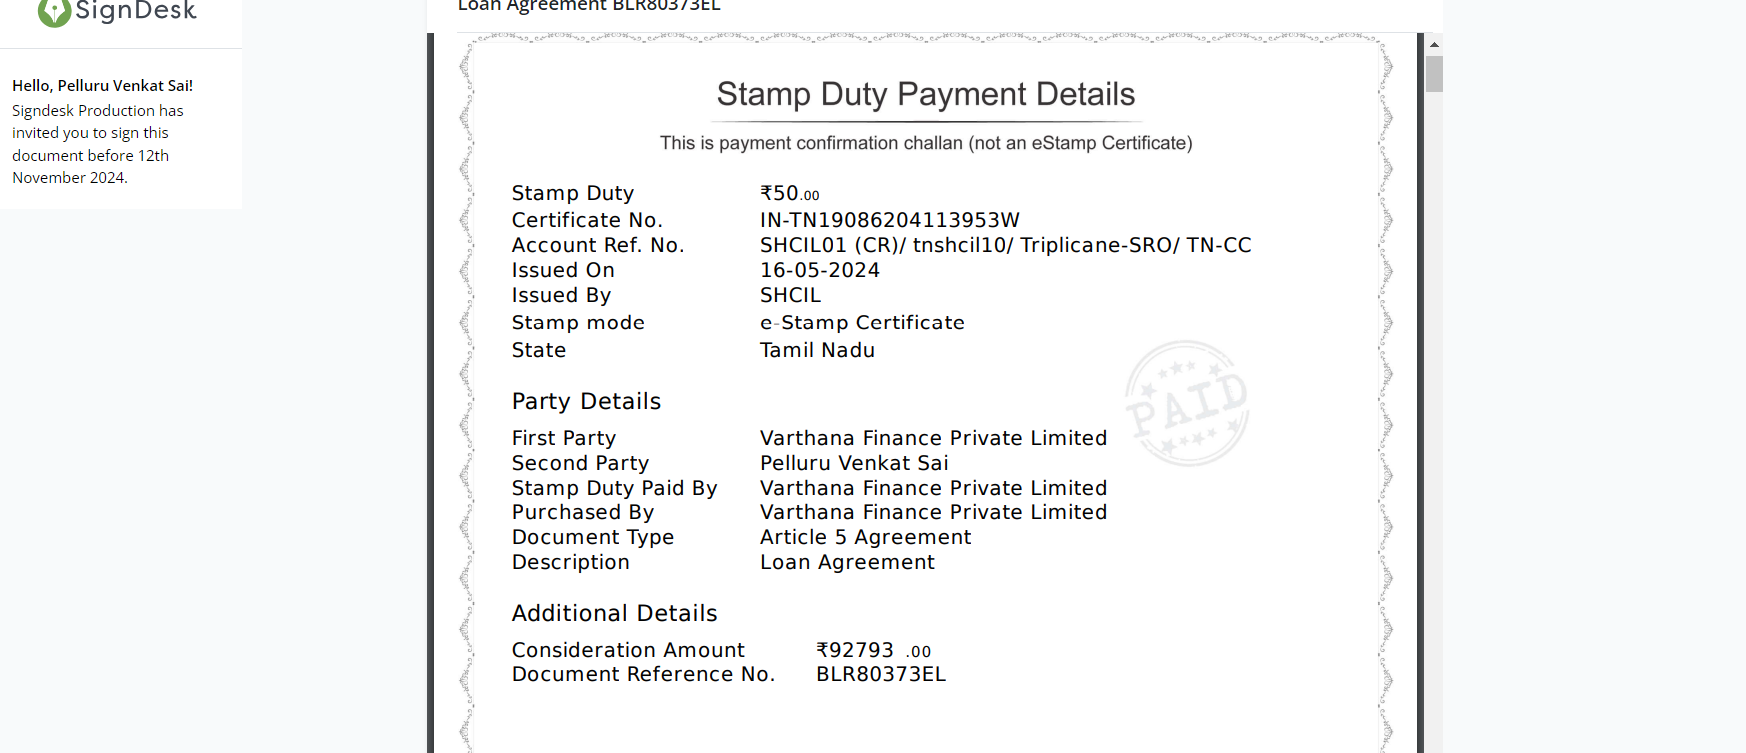 SignDesk
Loan Agreement BLR80373EL
Hello, Pelluru Venkat Sai!
Signdesk Production has
invited you to sign this
document before 12th
November 2024.
Stamp Duty Payment Details
This is payment confirmation challan (not an eStamp Certificate)
Stamp Duty ₹50.00
Certificate No. IN-TN19086204113953W
Account Ref. No. SHCIL01 (CR)/ tnshcil10/ Triplicane-SRO/ TN-CC
Issued On 16-05-2024
Issued By SHCIL
Stamp mode e-Stamp Certificate
State Tamil Nadu
PAID
Party Details
First Party Varthana Finance Private Limited
Second Party Pelluru Venkat Sai
Stamp Duty Paid By Varthana Finance Private Limited
Purchased By Varthana Finance Private Limited
Document Type Article 5 Agreement
Description Loan Agreement
Additional Details
Consideration Amount ₹92793 .00
Document Reference No. BLR80373EL